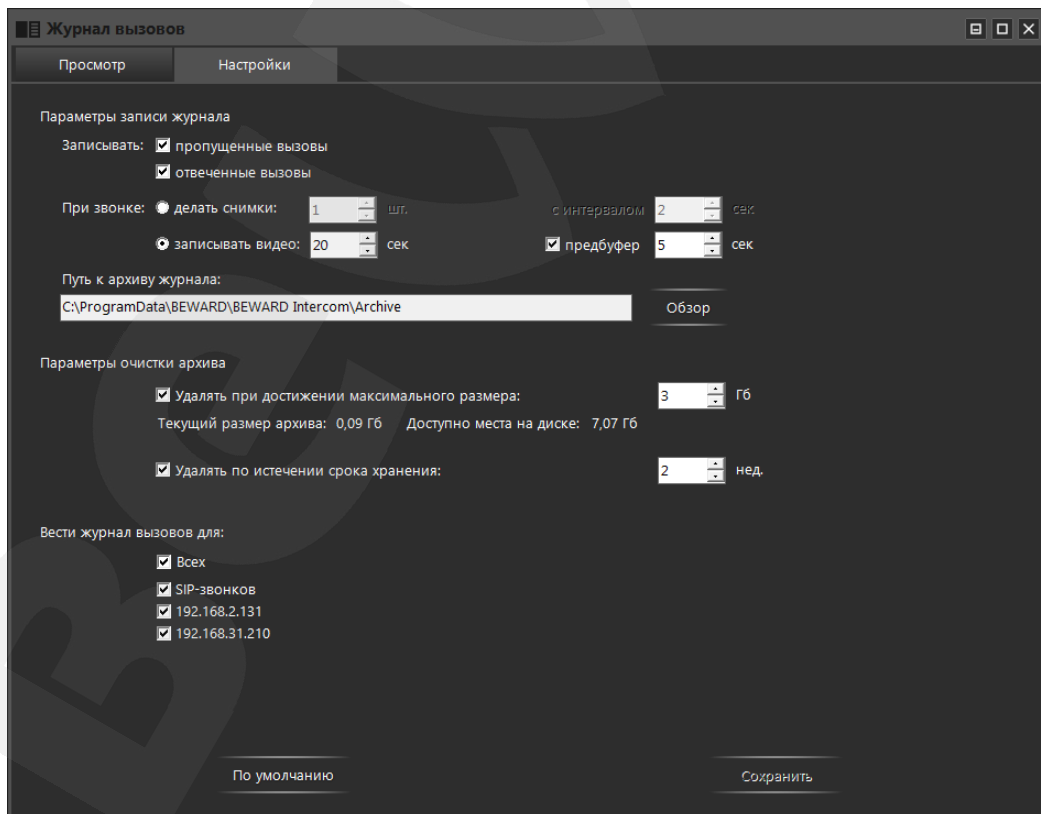 Журнал вызовов
Просмотр Настройки
Параметры записи журнала
Записывать: пропущенные вызовы
отвеченные вызовы
При звонке: делать снимки: 1 шт. с интервалом 2 сек
записывать видео: 20 сек предбуфер 5 сек
Путь к архиву журнала:
C:\ProgramData\BEWARD\BEWARD Intercom\Archive Обзор
Параметры очистки архива
Удалять при достижении максимального размера: 3 Гб
Текущий размер архива: 0,09 Гб Доступно места на диске: 7,07 Гб
Удалять по истечении срока хранения: 2 нед.
Вести журнал вызовов для:
Всех
SIP-звонков
192.168.2.131
192.168.31.210
По умолчанию Сохранить